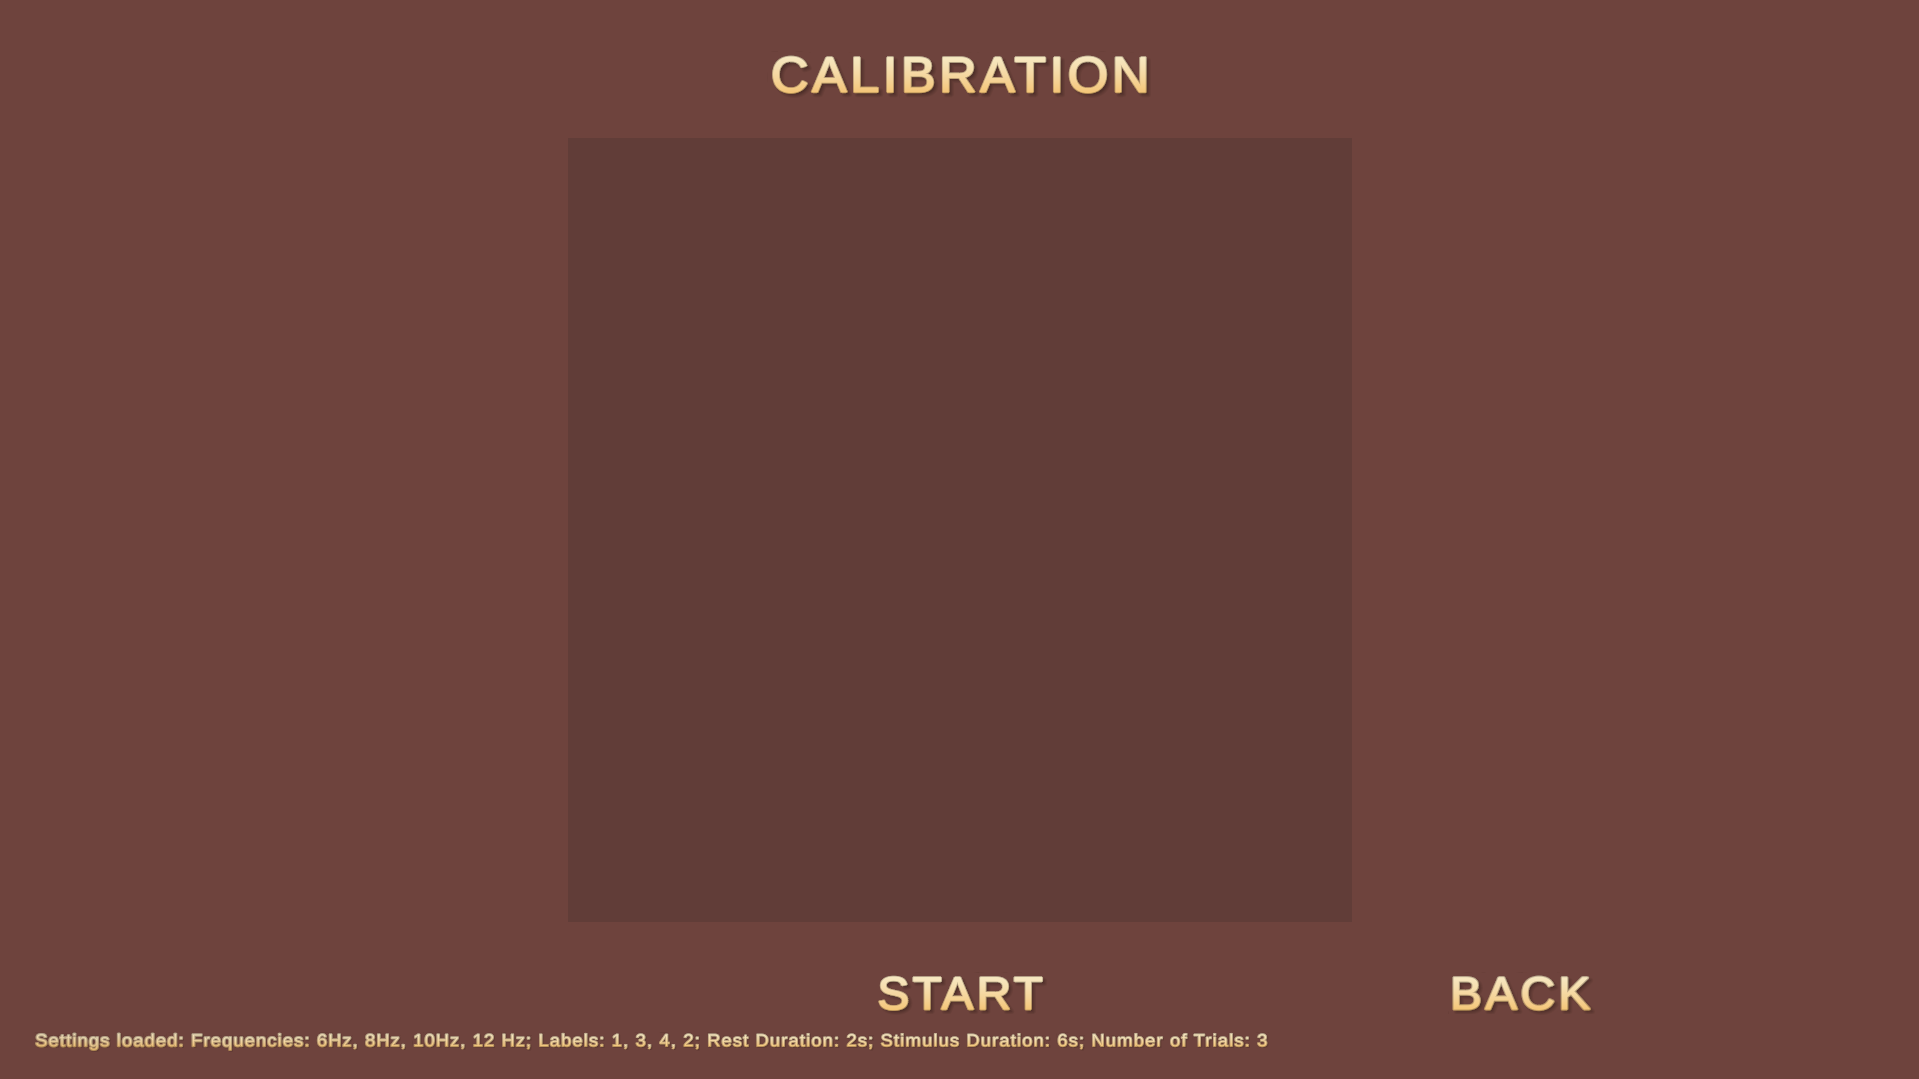 CALIBRATION
START
BACK
Settings loaded: Frequencies: 6Hz, 8Hz, 10Hz, 12 Hz; Labels: 1, 3, 4, 2; Rest Duration: 2s; Stimulus Duration: 6s; Number of Trials: 3